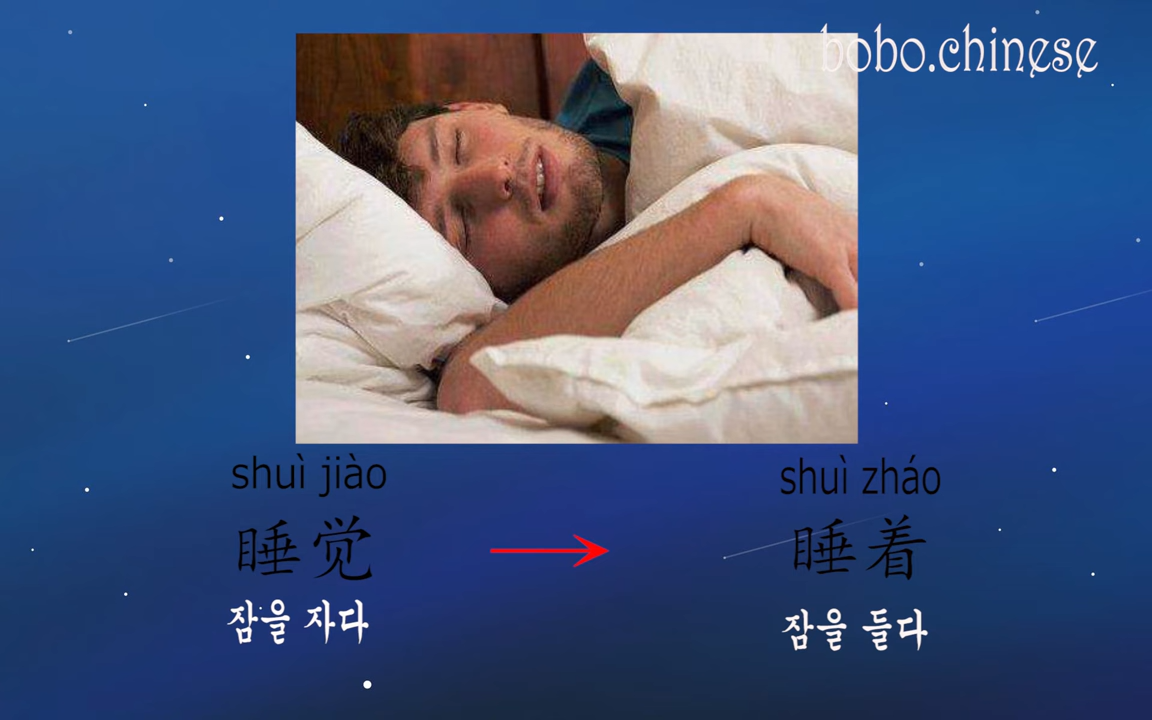 bobo.chinese
shuì jiào
睡觉
잠을 자다
shuì zháo
睡着
잠을 들다